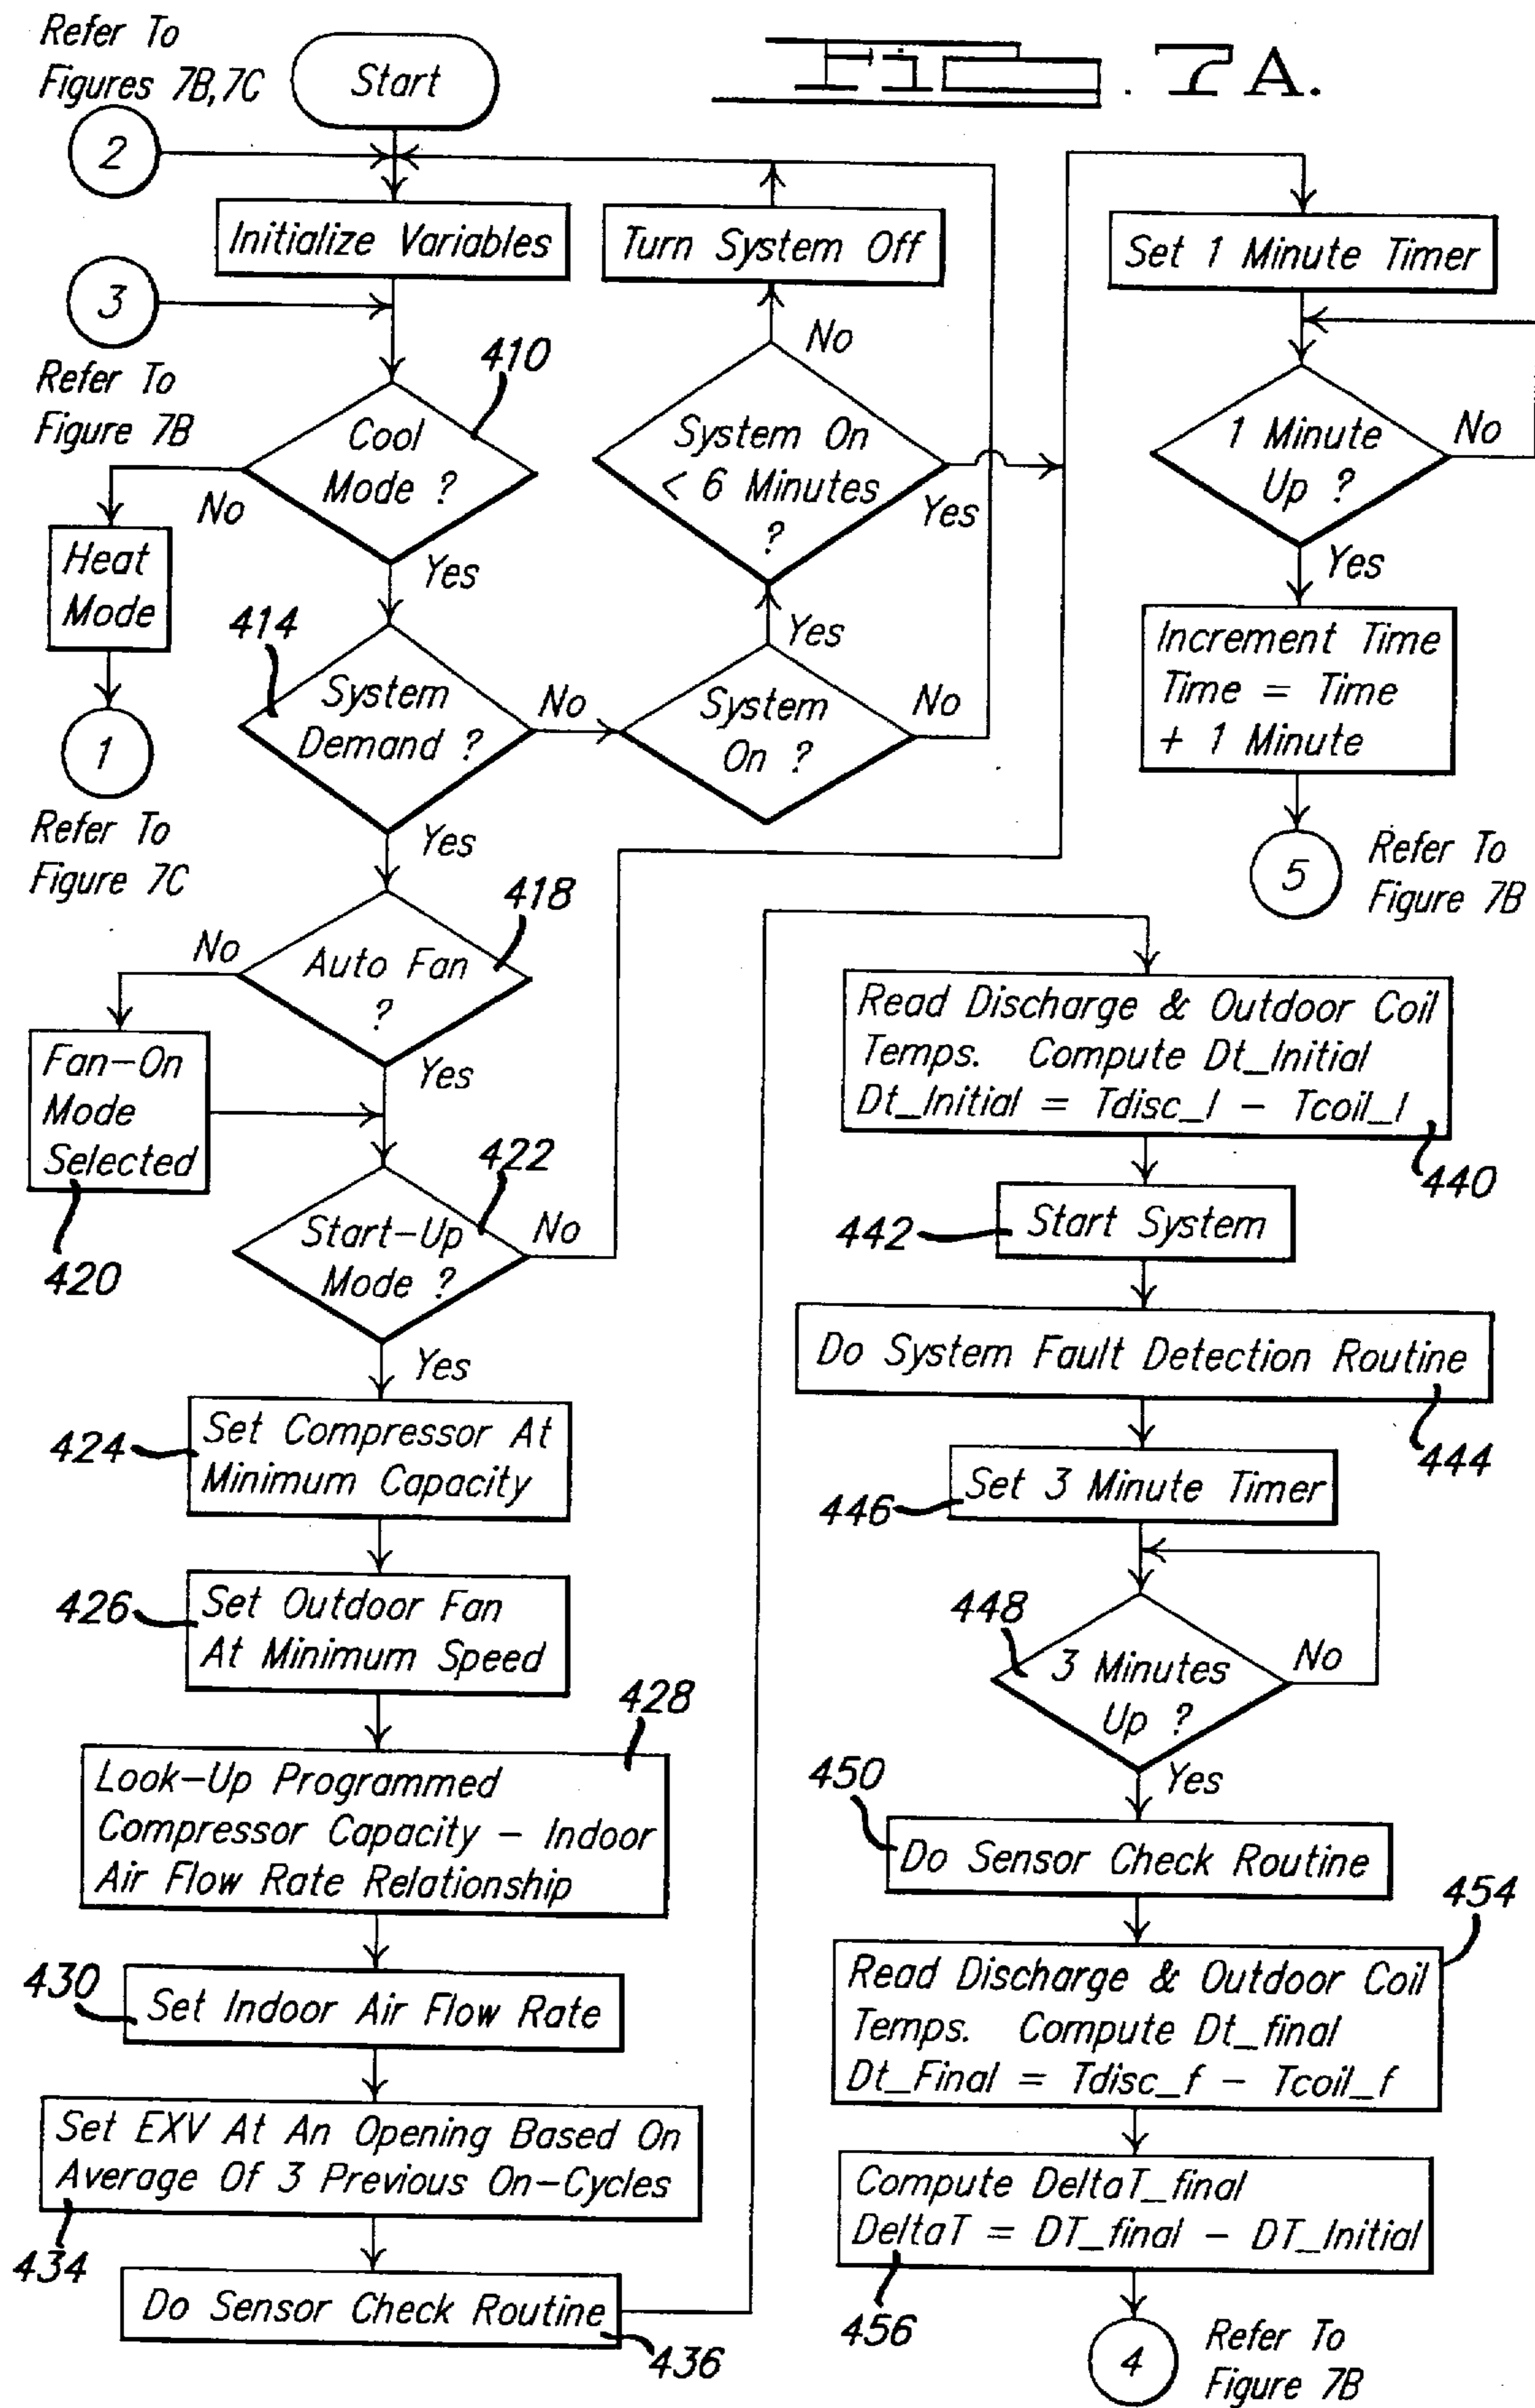 Refer To
Figures 7B, 7C
Start
FIG. 7A.
2
Initialize Variables
Turn System Off
Set 1 Minute Timer
3
Refer To
Figure 7B
410
Cool
Mode ?
No
Yes
Heat
Mode
1
Refer To
Figure 7C
System On
< 6 Minutes
?
No
Yes
1 Minute
Up ?
No
Yes
Increment Time
Time = Time
+ 1 Minute
5
Refer To
Figure 7B
414
System
Demand ?
No
Yes
System
On ?
Yes
No
418
Auto Fan
?
No
Yes
Fan-On
Mode
Selected
420
422
Start-Up
Mode ?
No
Yes
424
Set Compressor At
Minimum Capacity
426
Set Outdoor Fan
At Minimum Speed
428
Look-Up Programmed
Compressor Capacity - Indoor
Air Flow Rate Relationship
430
Set Indoor Air Flow Rate
Set EXV At An Opening Based On
Average Of 3 Previous On-Cycles
434
Do Sensor Check Routine
436
Read Discharge & Outdoor Coil
Temps. Compute Dt_Initial
Dt_Initial = Tdisc_I - Tcoil_I
440
442
Start System
Do System Fault Detection Routine
444
446
Set 3 Minute Timer
448
3 Minutes
Up ?
No
Yes
450
Do Sensor Check Routine
454
Read Discharge & Outdoor Coil
Temps. Compute Dt_final
Dt_Final = Tdisc_f - Tcoil_f
Compute DeltaT_final
DeltaT = DT_final - DT_Initial
456
4
Refer To
Figure 7B